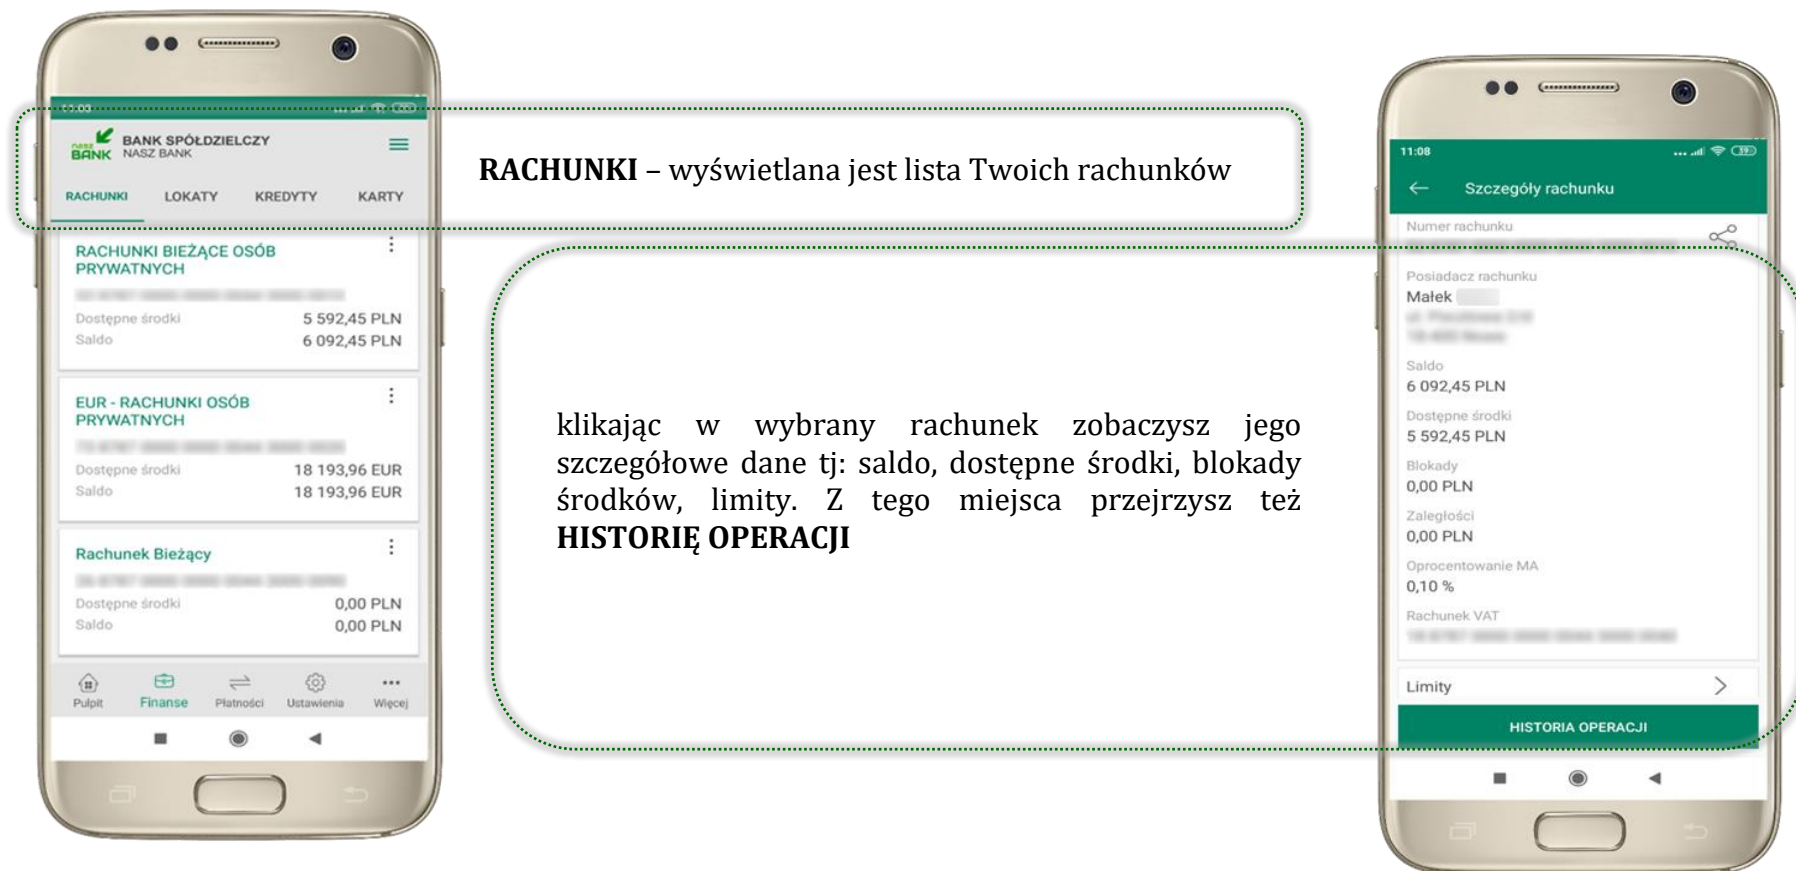 11:08
nasz
BANK
BANK SPÓŁDZIELCZY
NASZ BANK
RACHUNKI LOKATY KREDYTY KARTY
RACHUNKI BIEŻĄCE OSÓB
PRYWATNYCH
Dostępne środki 5 592,45 PLN
Saldo 6 092,45 PLN
EUR - RACHUNKI OSÓB
PRYWATNYCH
Dostępne środki 18 193,96 EUR
Saldo 18 193,96 EUR
Rachunek Bieżący
Dostępne środki 0,00 PLN
Saldo 0,00 PLN
Pulpit Finanse Płatności Ustawienia Więcej
RACHUNKI – wyświetlana jest lista Twoich rachunków
klikając w wybrany rachunek zobaczysz jego
szczegółowe dane tj: saldo, dostępne środki, blokady
środków, limity. Z tego miejsca przejrzysz też
HISTORIĘ OPERACJI
11:08
39
Szczegóły rachunku
Numer rachunku
Posiadacz rachunku
Małek
Saldo
6 092,45 PLN
Dostępne środki
5 592,45 PLN
Blokady
0,00 PLN
Zaległości
0,00 PLN
Oprocentowanie MA
0,10 %
Rachunek VAT
Limity
HISTORIA OPERACJI